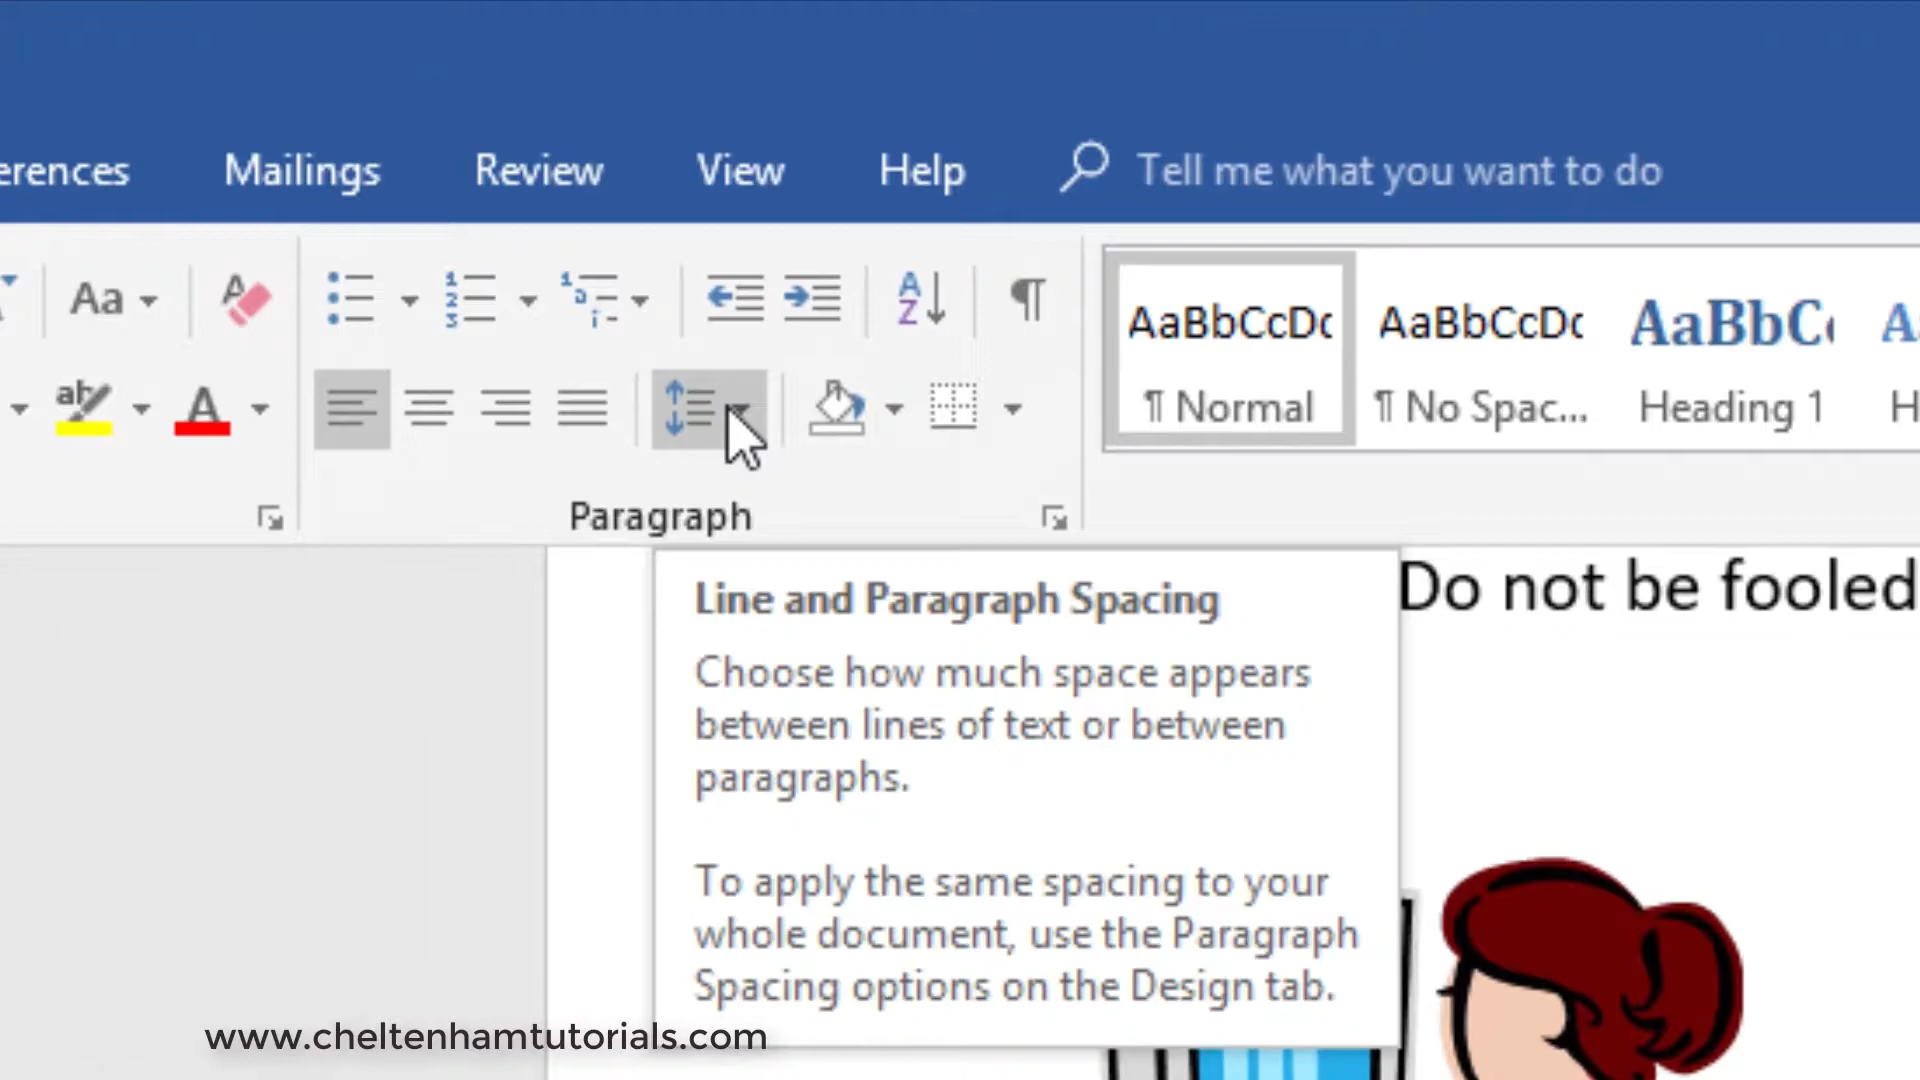 erences Mailings Review View Help Tell me what you want to do
Aa
AaBbCcDc AaBbCcDc AaBbC
¶ Normal ¶ No Spac... Heading 1 H
Paragraph
Do not be fooled
Line and Paragraph Spacing
Choose how much space appears
between lines of text or between
paragraphs.
To apply the same spacing to your
whole document, use the Paragraph
Spacing options on the Design tab.
www.cheltenhamtutorials.com